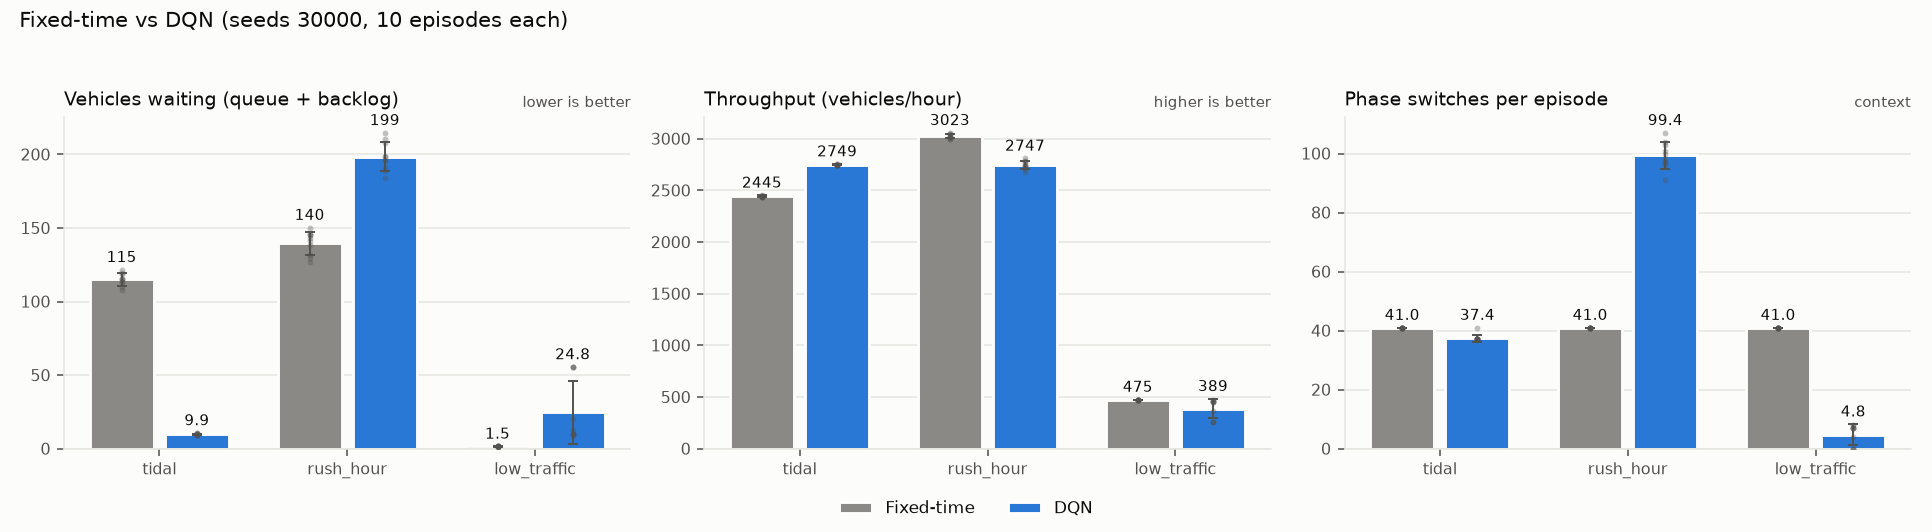 Fixed-time vs DQN (seeds 30000, 10 episodes each)
Vehicles waiting (queue + backlog)
lower is better
200
150
100
50
0
115
9.9
140
199
1.5
24.8
tidal
rush_hour
low_traffic
Throughput (vehicles/hour)
higher is better
3000
2500
2000
1500
1000
500
0
2445
2749
3023
2747
475
389
tidal
rush_hour
low_traffic
Phase switches per episode
context
100
80
60
40
20
0
41.0
37.4
41.0
99.4
41.0
4.8
tidal
rush_hour
low_traffic
Fixed-time
DQN